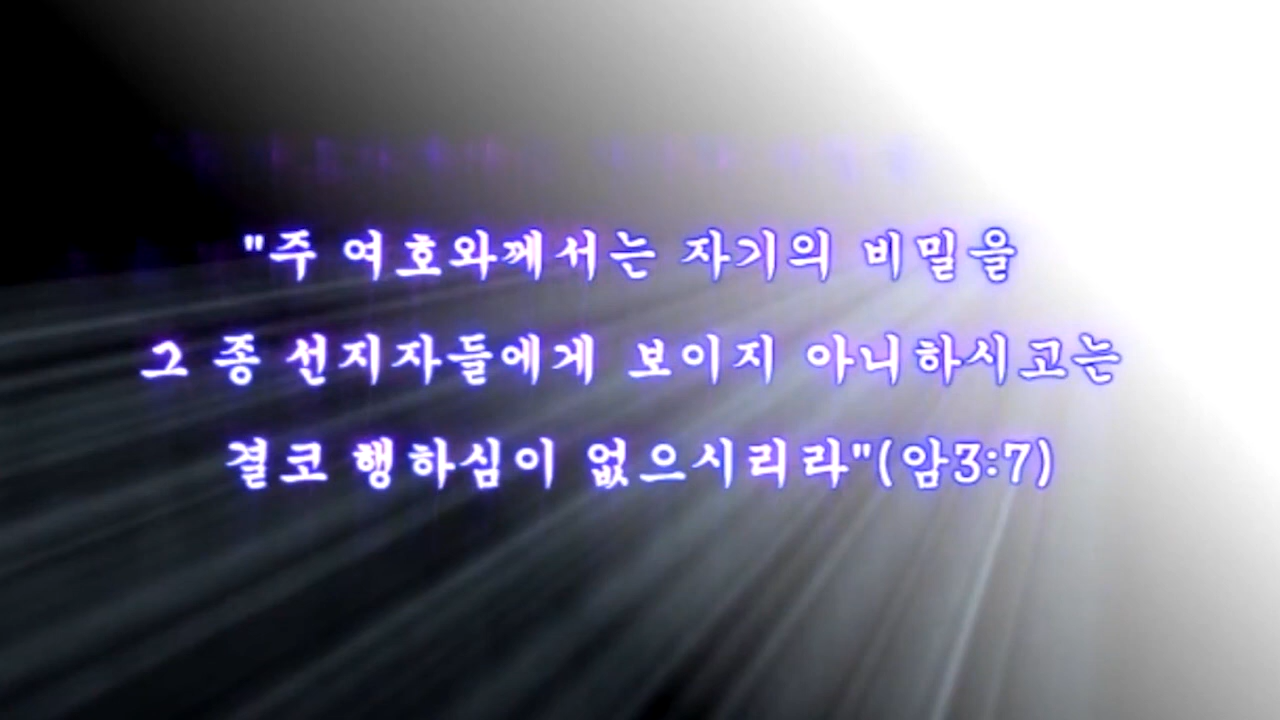 "주 여호와께서는 자기의 비밀을
그 종 선지자들에게 보이지 아니하시고는
결코 행하심이 없으시리라"(암3:7)